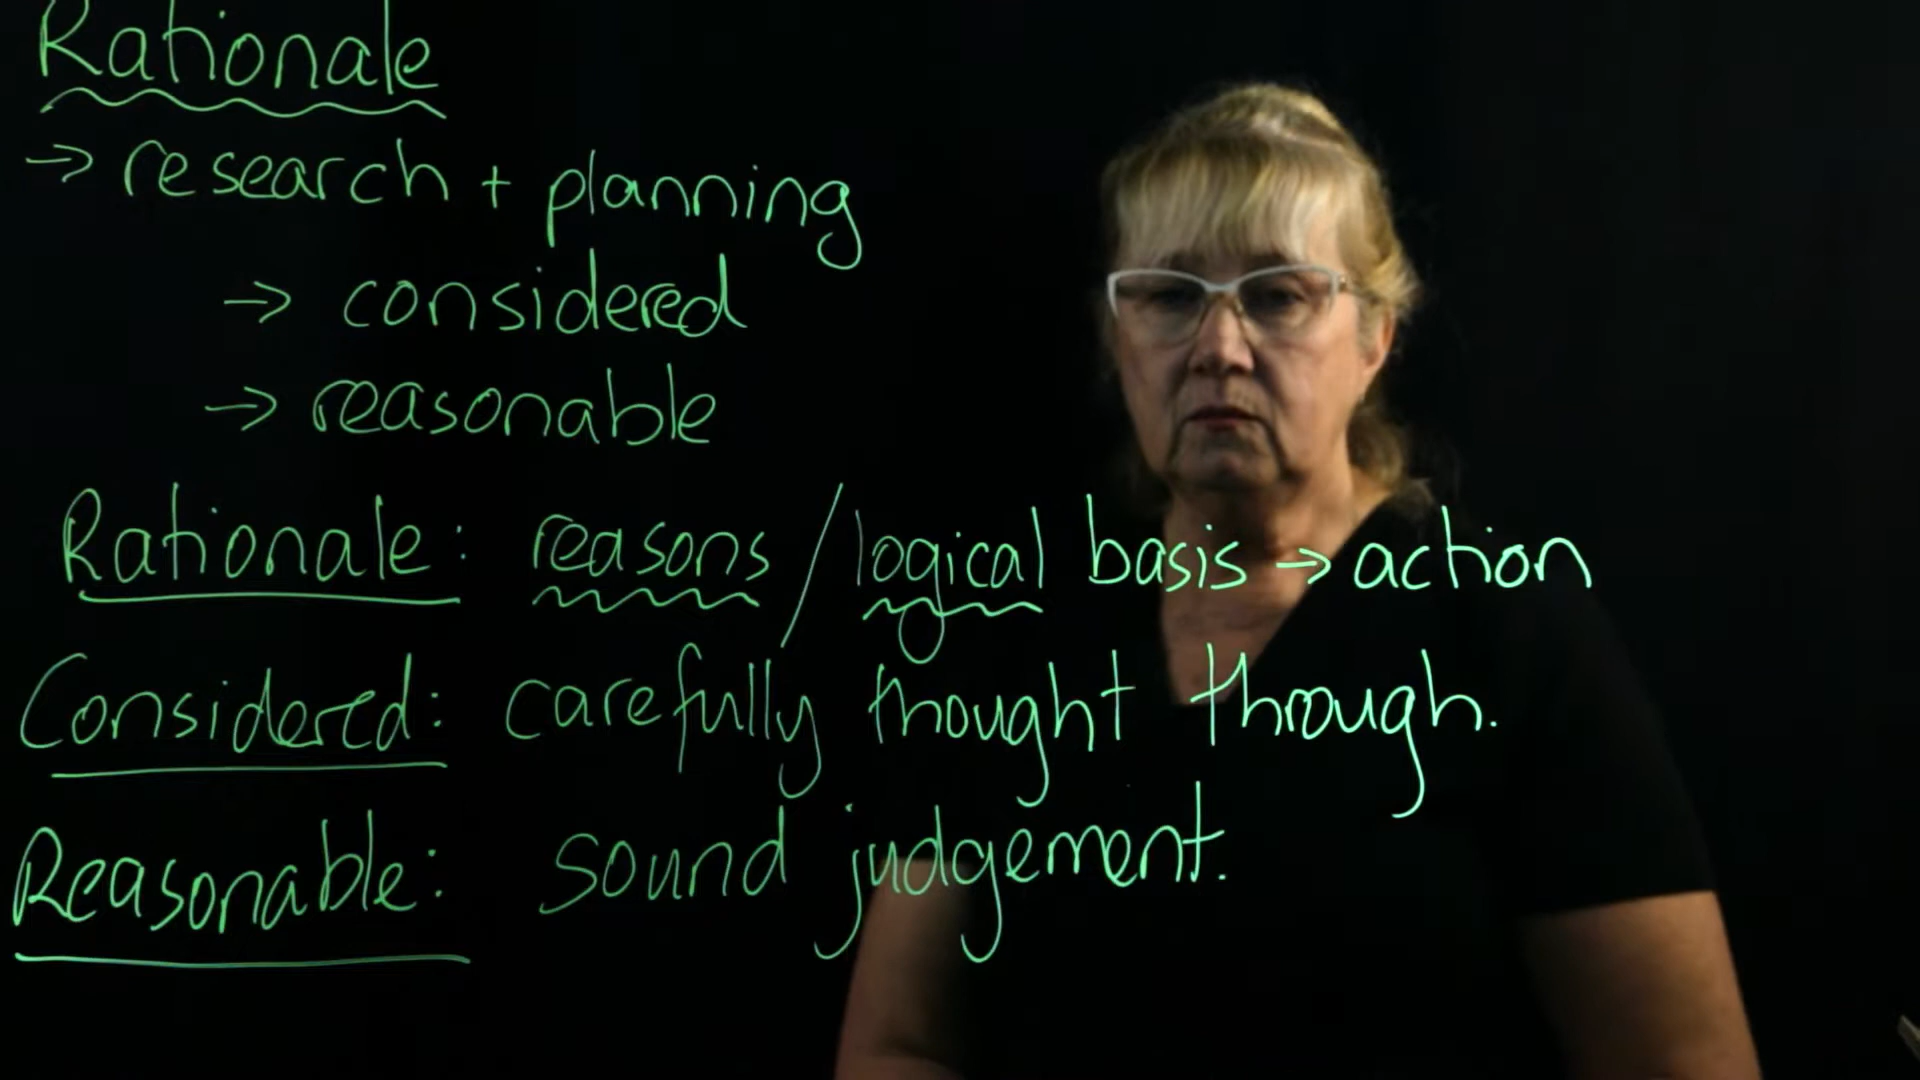 Rationale
→ research + planning
→ considered
→ reasonable
Rationale: reasons / logical basis → action
Considered: carefully thought through.
Reasonable: sound judgement.